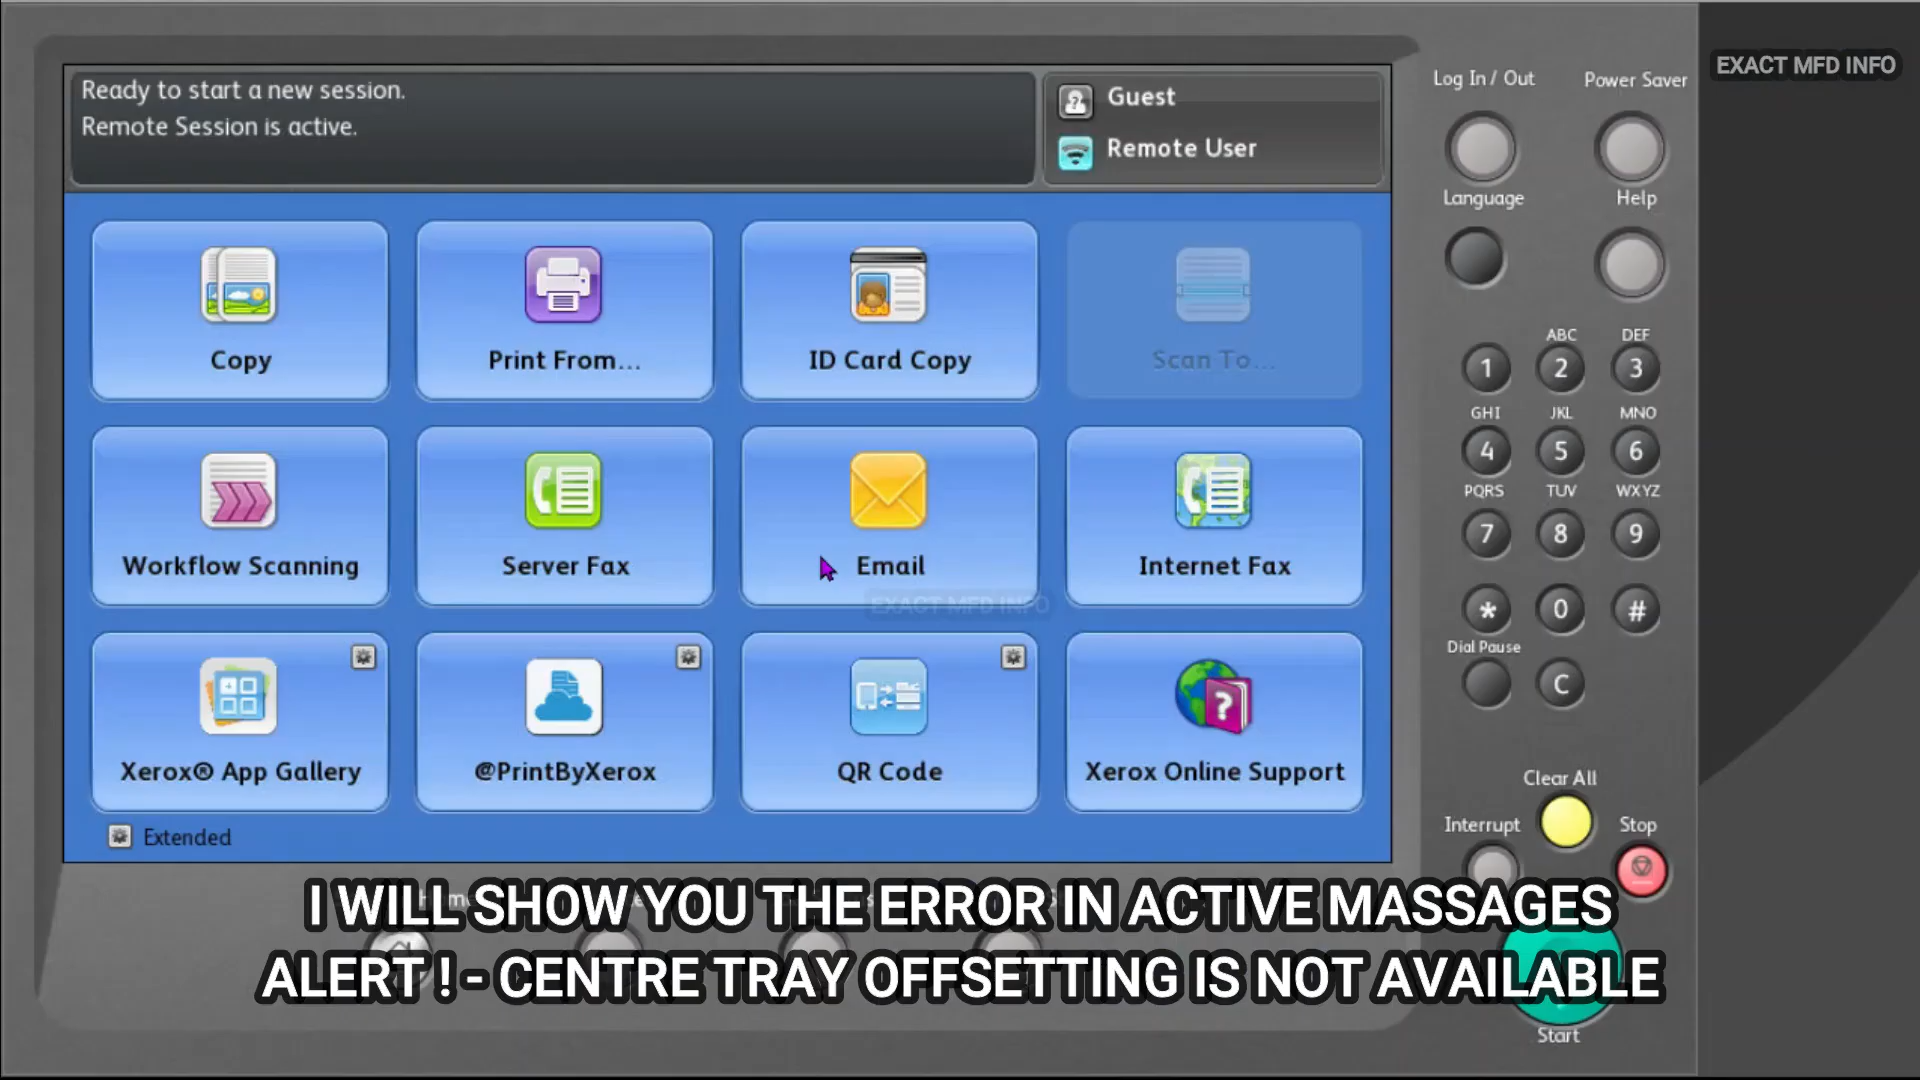 EXACT MFD INFO
Ready to start a new session.
Remote Session is active.
Guest
Remote User
Log In / Out
Power Saver
Language
Help
Copy
Print From...
ID Card Copy
Scan To...
Workflow Scanning
Server Fax
Email
Internet Fax
EXACT MFD INFO
Xerox® App Gallery
@PrintByXerox
QR Code
Xerox Online Support
Extended
ABC
DEF
1
2
3
GHI
JKL
MNO
4
5
6
PQRS
TUV
WXYZ
7
8
9
*
0
#
Dial Pause
C
Clear All
Interrupt
Stop
I WILL SHOW YOU THE ERROR IN ACTIVE MASSAGES
ALERT ! - CENTRE TRAY OFFSETTING IS NOT AVAILABLE
Start